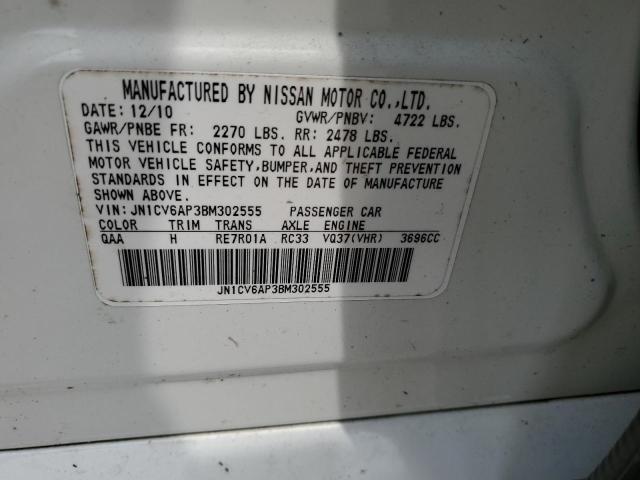 MANUFACTURED BY NISSAN MOTOR CO.,LTD.
DATE: 12/10 GVWR/PNBV: 4722 LBS.
GAWR/PNBE FR: 2270 LBS. RR: 2478 LBS.
THIS VEHICLE CONFORMS TO ALL APPLICABLE FEDERAL
MOTOR VEHICLE SAFETY,BUMPER,AND THEFT PREVENTION
STANDARDS IN EFFECT ON THE DATE OF MANUFACTURE
SHOWN ABOVE.
VIN: JN1CV6AP3BM302555 PASSENGER CAR
COLOR TRIM TRANS AXLE ENGINE
QAA H RE7R01A RC33 VQ37(VHR) 3696CC
JN1CV6AP3BM302555